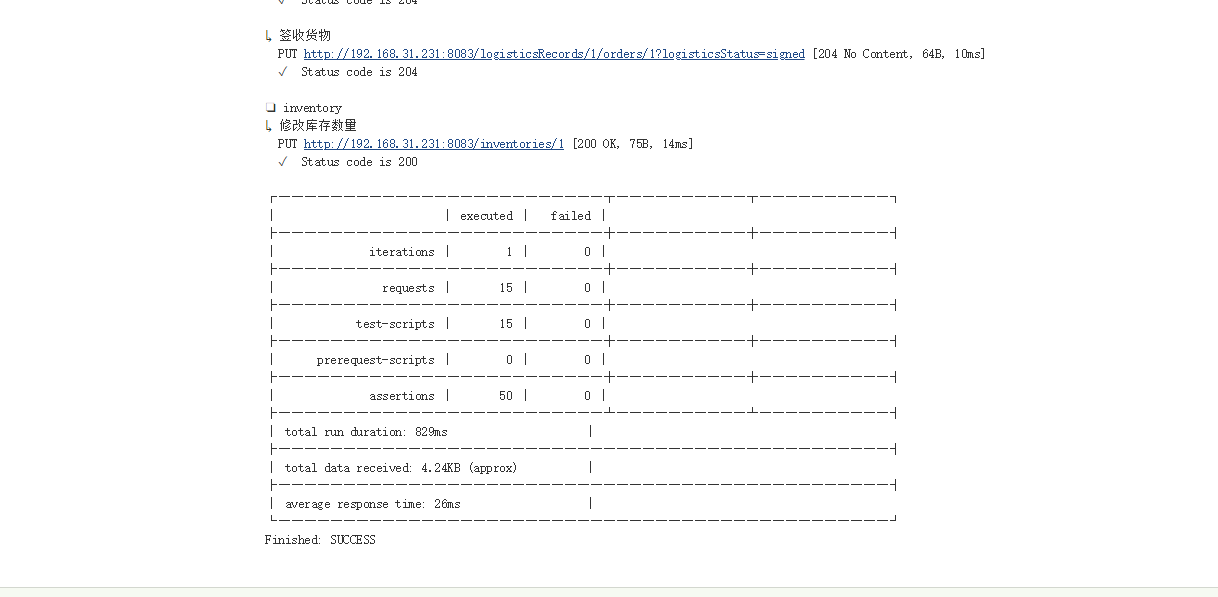 √ Status code is 204
↳ 签收货物
PUT http://192.168.31.231:8083/logisticsRecords/1/orders/1?logisticsStatus=signed [204 No Content, 64B, 10ms]
√ Status code is 204
❏ inventory
↳ 修改库存数量
PUT http://192.168.31.231:8083/inventories/1 [200 OK, 75B, 14ms]
√ Status code is 200
executed | failed
iterations | 1 | 0
requests | 15 | 0
test-scripts | 15 | 0
prerequest-scripts | 0 | 0
assertions | 50 | 0
total run duration: 829ms
total data received: 4.24KB (approx)
average response time: 26ms
Finished: SUCCESS